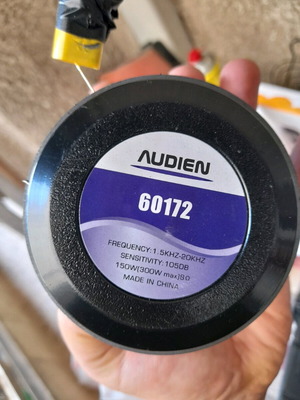 AUDIEN
60172
FREQUENCY:1.5KHZ-20KHZ
SENSITIVITY:105DB
150W(300W max)8Ω
MADE IN CHINA